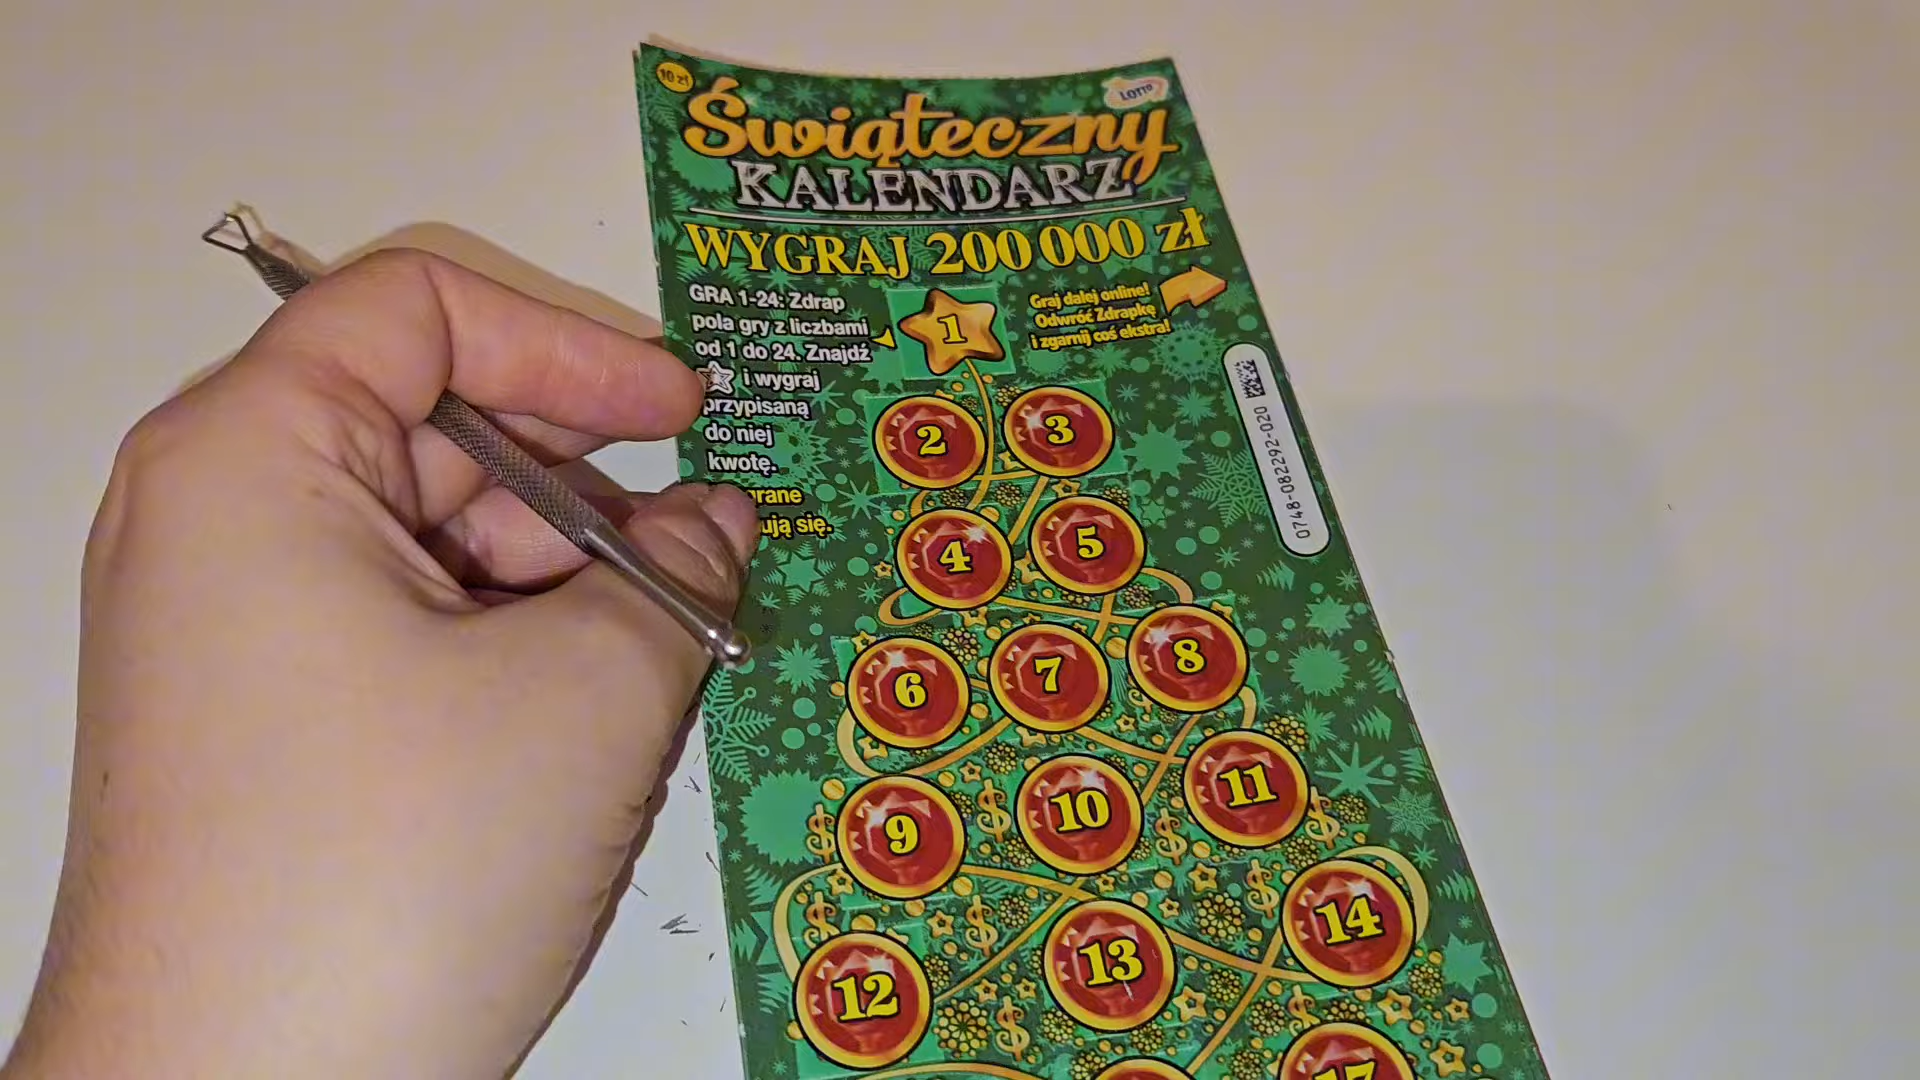 10 zł
LOTTO
Świąteczny
KALENDARZ
WYGRAJ 200 000 zł
GRA 1-24: Zdrap
pola gry z liczbami
od 1 do 24. Znajdź
i wygraj
przypisaną
do niej
kwotę.
Graj dalej online!
Odwróć Zdrapkę
i zgarnij coś ekstra!
się.
0748-082292-020
1
2
3
4
5
6
7
8
9
10
11
12
13
14
17